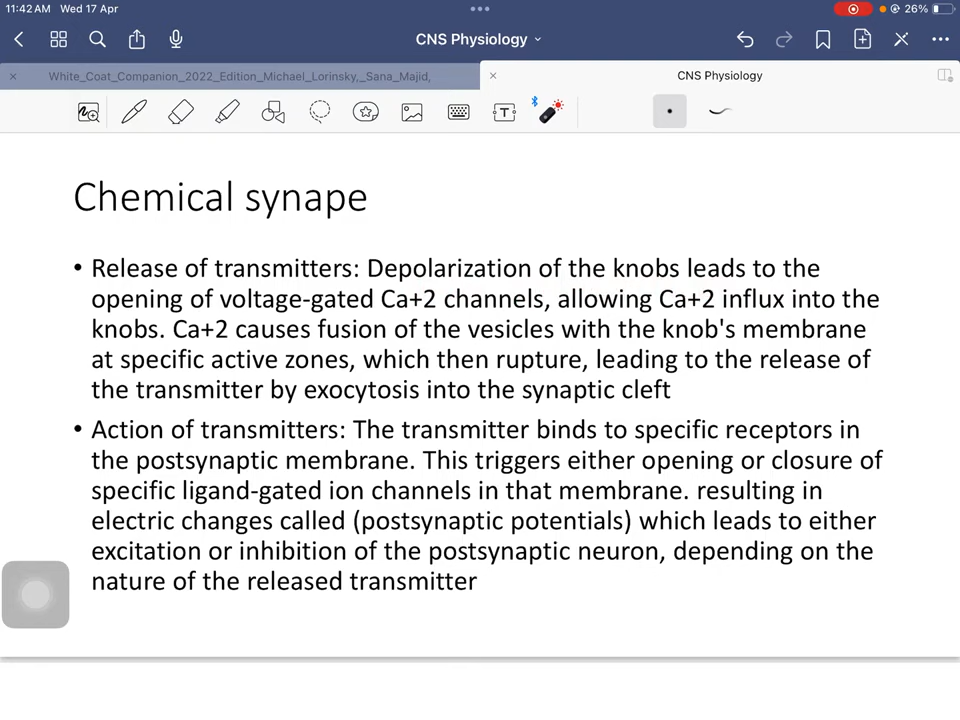 11:42 AM Wed 17 Apr
26%
CNS Physiology
White_Coat_Companion_2022_Edition_Michael_Lorinsky,_Sana_Majid,
CNS Physiology
T
Chemical synape
• Release of transmitters: Depolarization of the knobs leads to the
opening of voltage-gated Ca+2 channels, allowing Ca+2 influx into the
knobs. Ca+2 causes fusion of the vesicles with the knob's membrane
at specific active zones, which then rupture, leading to the release of
the transmitter by exocytosis into the synaptic cleft
• Action of transmitters: The transmitter binds to specific receptors in
the postsynaptic membrane. This triggers either opening or closure of
specific ligand-gated ion channels in that membrane. resulting in
electric changes called (postsynaptic potentials) which leads to either
excitation or inhibition of the postsynaptic neuron, depending on the
nature of the released transmitter